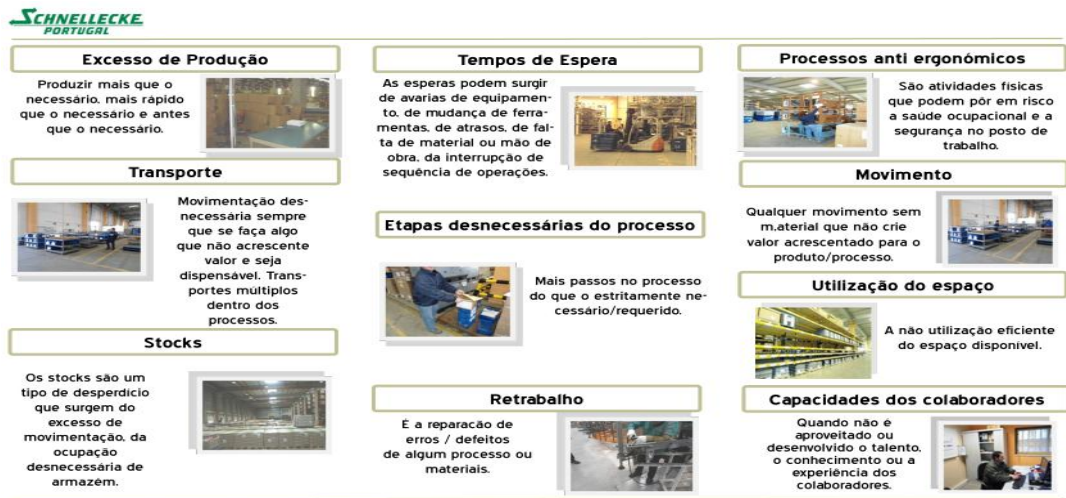 SCHNELLECKE
PORTUGAL
Excesso de Produção
Produzir mais que o
necessário, mais rápido
que o necessário e antes
que o necessário.
Transporte
Movimentação des-
necessária sempre
que se faça algo
que não acrescente
valor e seja
dispensável. Trans-
portes múltiplos
dentro dos
processos.
Stocks
Os stocks são um
tipo de desperdício
que surgem do
excesso de
movimentação, da
ocupação
desnecessária de
armazém.
Tempos de Espera
As esperas podem surgir
de avarias de equipamen-
to, de mudança de ferra-
mentas, de atrasos, de fal-
ta de material ou mão de
obra, da interrupção de
sequência de operações.
Etapas desnecessárias do processo
Mais passos no processo
do que o estritamente ne-
cessário/requerido.
Retrabalho
É a reparacão de
erros / defeitos
de algum processo ou
materiais.
Processos anti ergonómicos
São atividades físicas
que podem pôr em risco
a saúde ocupacional e a
segurança no posto de
trabalho.
Movimento
Qualquer movimento sem
m,aterial que não crie
valor acrescentado para o
produto/processo.
Utilização do espaço
H
A não utilização eficiente
do espaço disponível.
Capacidades dos colaboradores
Quando não é
aproveitado ou
desenvolvido o talento,
o conhecimento ou a
experiência dos
colaboradores.